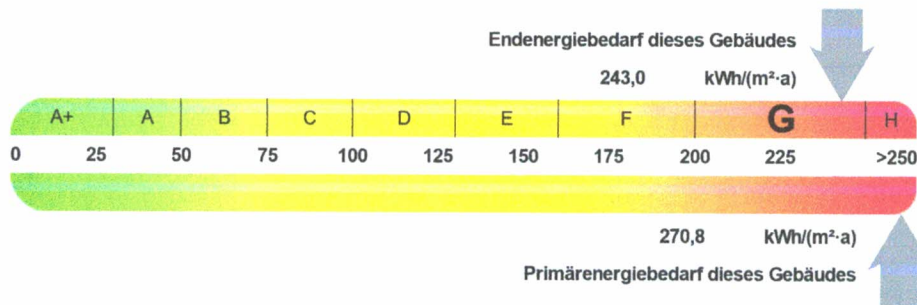 Endenergiebedarf dieses Gebäudes
243,0 kWh/(m²·a)
A+ A B C D E F G H
0 25 50 75 100 125 150 175 200 225 >250
270,8 kWh/(m²·a)
Primärenergiebedarf dieses Gebäudes